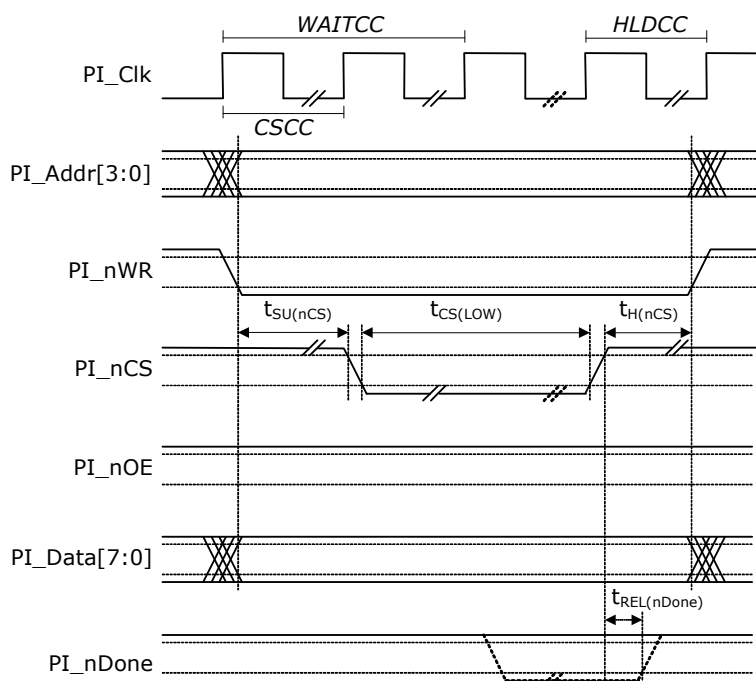 WAITCC
HLDCC
PI_Clk
CSCC
PI_Addr[3:0]
PI_nWR
tSU(nCS)
tCS(LOW)
tH(nCS)
PI_nCS
PI_nOE
PI_Data[7:0]
tREL(nDone)
PI_nDone